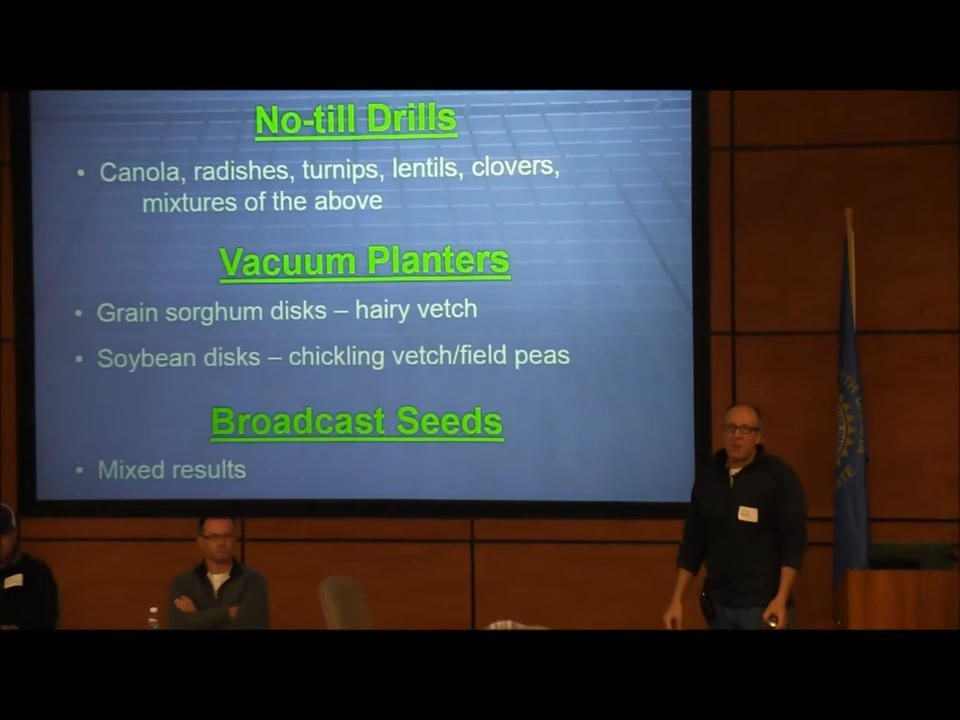 No-till Drills
• Canola, radishes, turnips, lentils, clovers,
mixtures of the above
Vacuum Planters
• Grain sorghum disks – hairy vetch
• Soybean disks – chickling vetch/field peas
Broadcast Seeds
• Mixed results